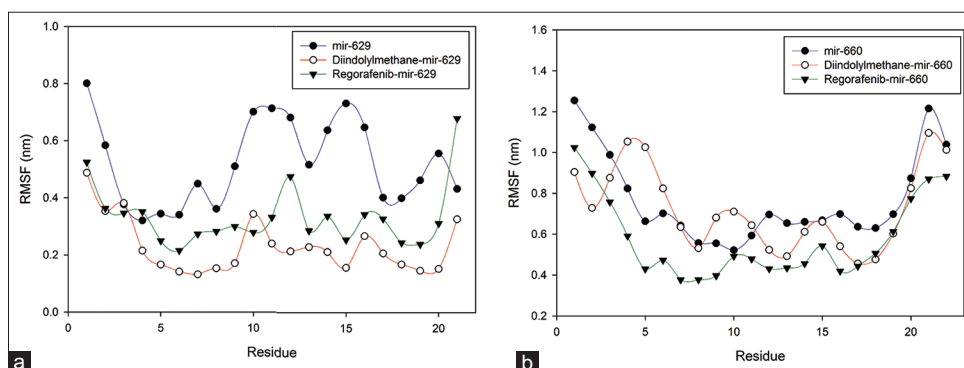 1.0
0.8
0.6
0.4
0.2
0.0
RMSF (nm)
mir-629
Diindolylmethane-mir-629
Regorafenib-mir-629
0 5 10 15 20
Residue
a
1.6
1.4
1.2
1.0
0.8
0.6
0.4
0.2
RMSF (nm)
mir-660
Diindolylmethane-mir-660
Regorafenib-mir-660
0 5 10 15 20
Residue
b